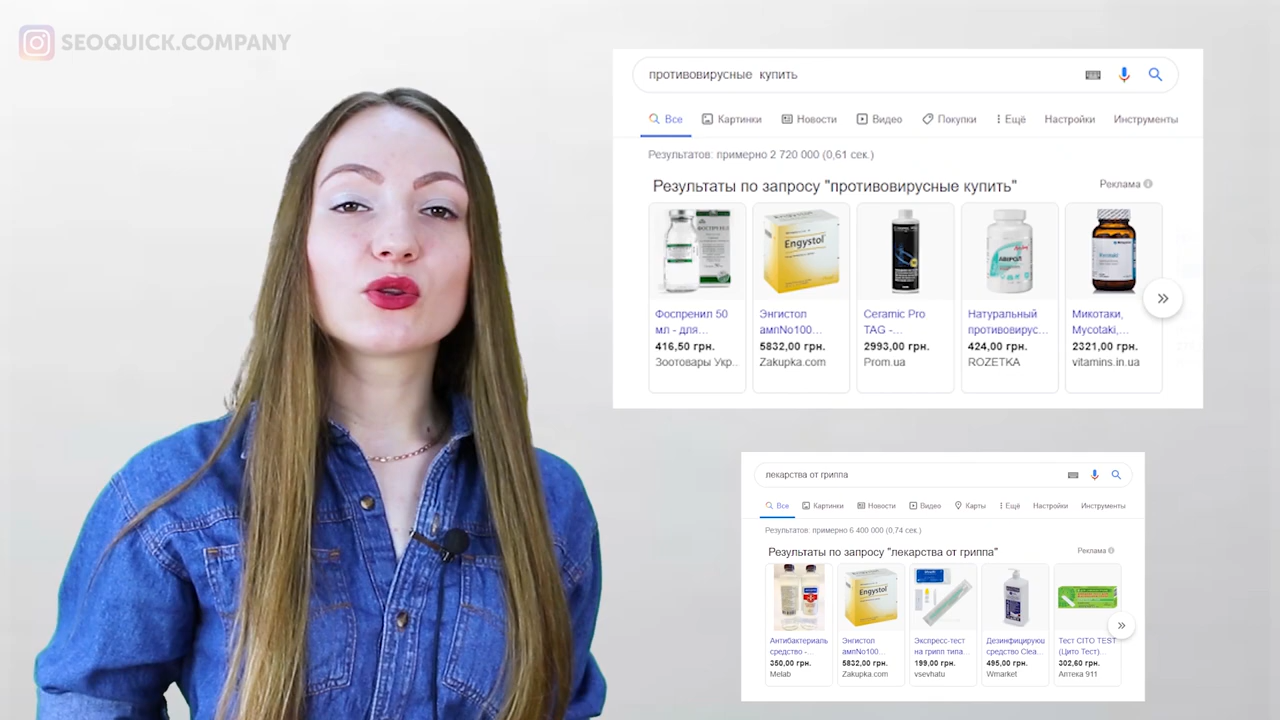 SEOQUICK.COMPANY
противовирусные купить
Все Картинки Новости Видео Покупки Ещё Настройки Инструменты
Результатов: примерно 2 720 000 (0,61 сек.)
Результаты по запросу "противовирусные купить" Реклама
Engystol
Фоспренил 50 мл - для...
416,50 грн.
Зоотовары Укр..
Энгистол ампNo100...
5832,00 грн.
Zakupka.com
Ceramic Pro TAG -...
2993,00 грн.
Prom.ua
Натуральный противовирус...
424,00 грн.
ROZETKA
Микотаки, Mycotaki,...
2321,00 грн.
vitamins.in.ua
лекарства от гриппа
Все Картинки Новости Видео Карты Ещё Настройки Инструменты
Результатов: примерно 6 400 000 (0,74 сек.)
Результаты по запросу "лекарства от гриппа" Реклама
Engystol
Антибактериаль средство -...
350,00 грн.
Melab
Энгистол ампNo100...
5832,00 грн.
Zakupka.com
Экспресс-тест на грипп типа...
199,00 грн.
vsevhatu
Дезинфицирующ средство Clea...
495,00 грн.
Wmarket
Тест CITO TEST (Цито Тест)...
302,60 грн.
Аптека 911